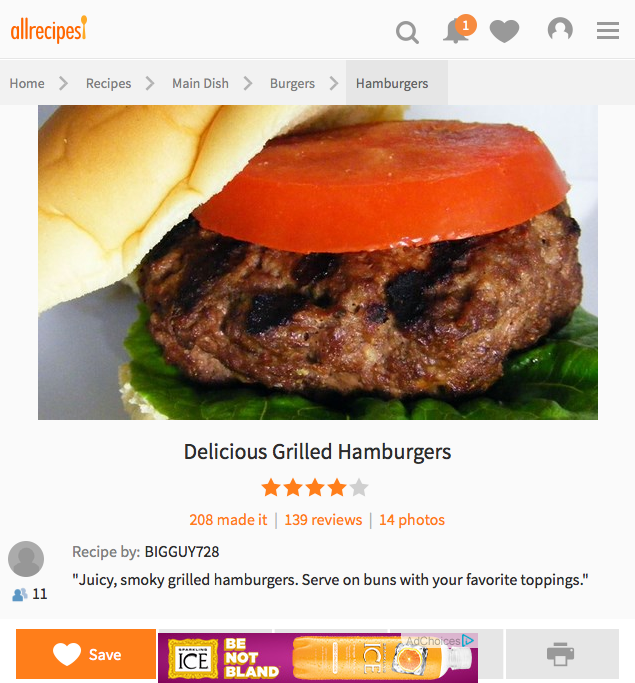 allrecipes
1
Home Recipes Main Dish Burgers Hamburgers
Delicious Grilled Hamburgers
208 made it | 139 reviews | 14 photos
Recipe by: BIGGUY728
"Juicy, smoky grilled hamburgers. Serve on buns with your favorite toppings."
11
Save
SPARKLING
ICE
BE
NOT
BLAND
ICE
AdChoices